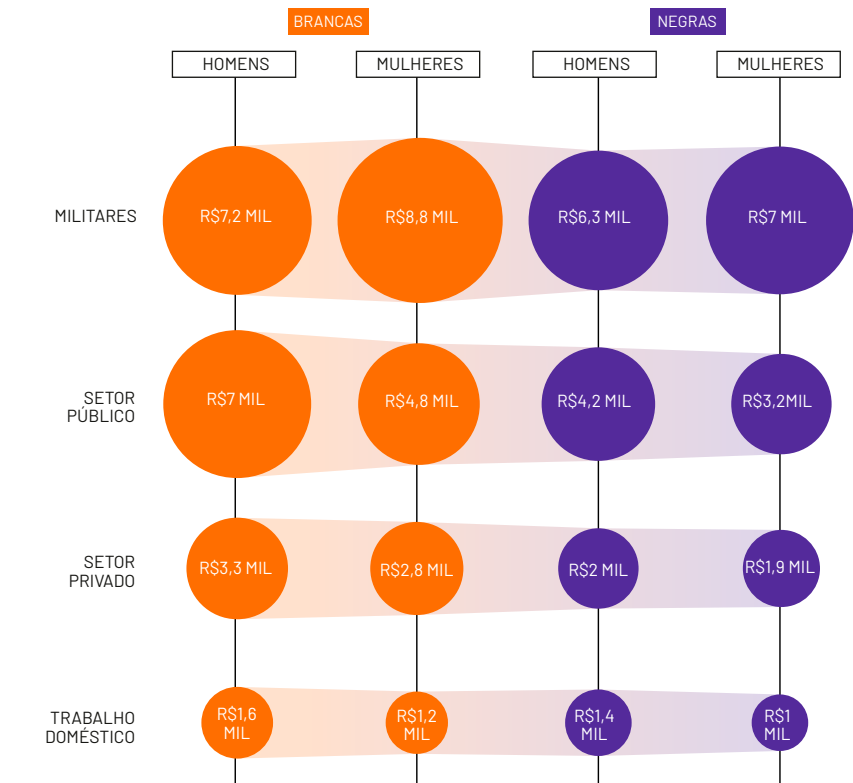 BRANCAS
NEGRAS
HOMENS
MULHERES
HOMENS
MULHERES
MILITARES
R$7,2 MIL
R$8,8 MIL
R$6,3 MIL
R$7 MIL
SETOR
PÚBLICO
R$7 MIL
R$4,8 MIL
R$4,2 MIL
R$3,2MIL
SETOR
PRIVADO
R$3,3 MIL
R$2,8 MIL
R$2 MIL
R$1,9 MIL
TRABALHO
DOMÉSTICO
R$1,6
MIL
R$1,2
MIL
R$1,4
MIL
R$1
MIL